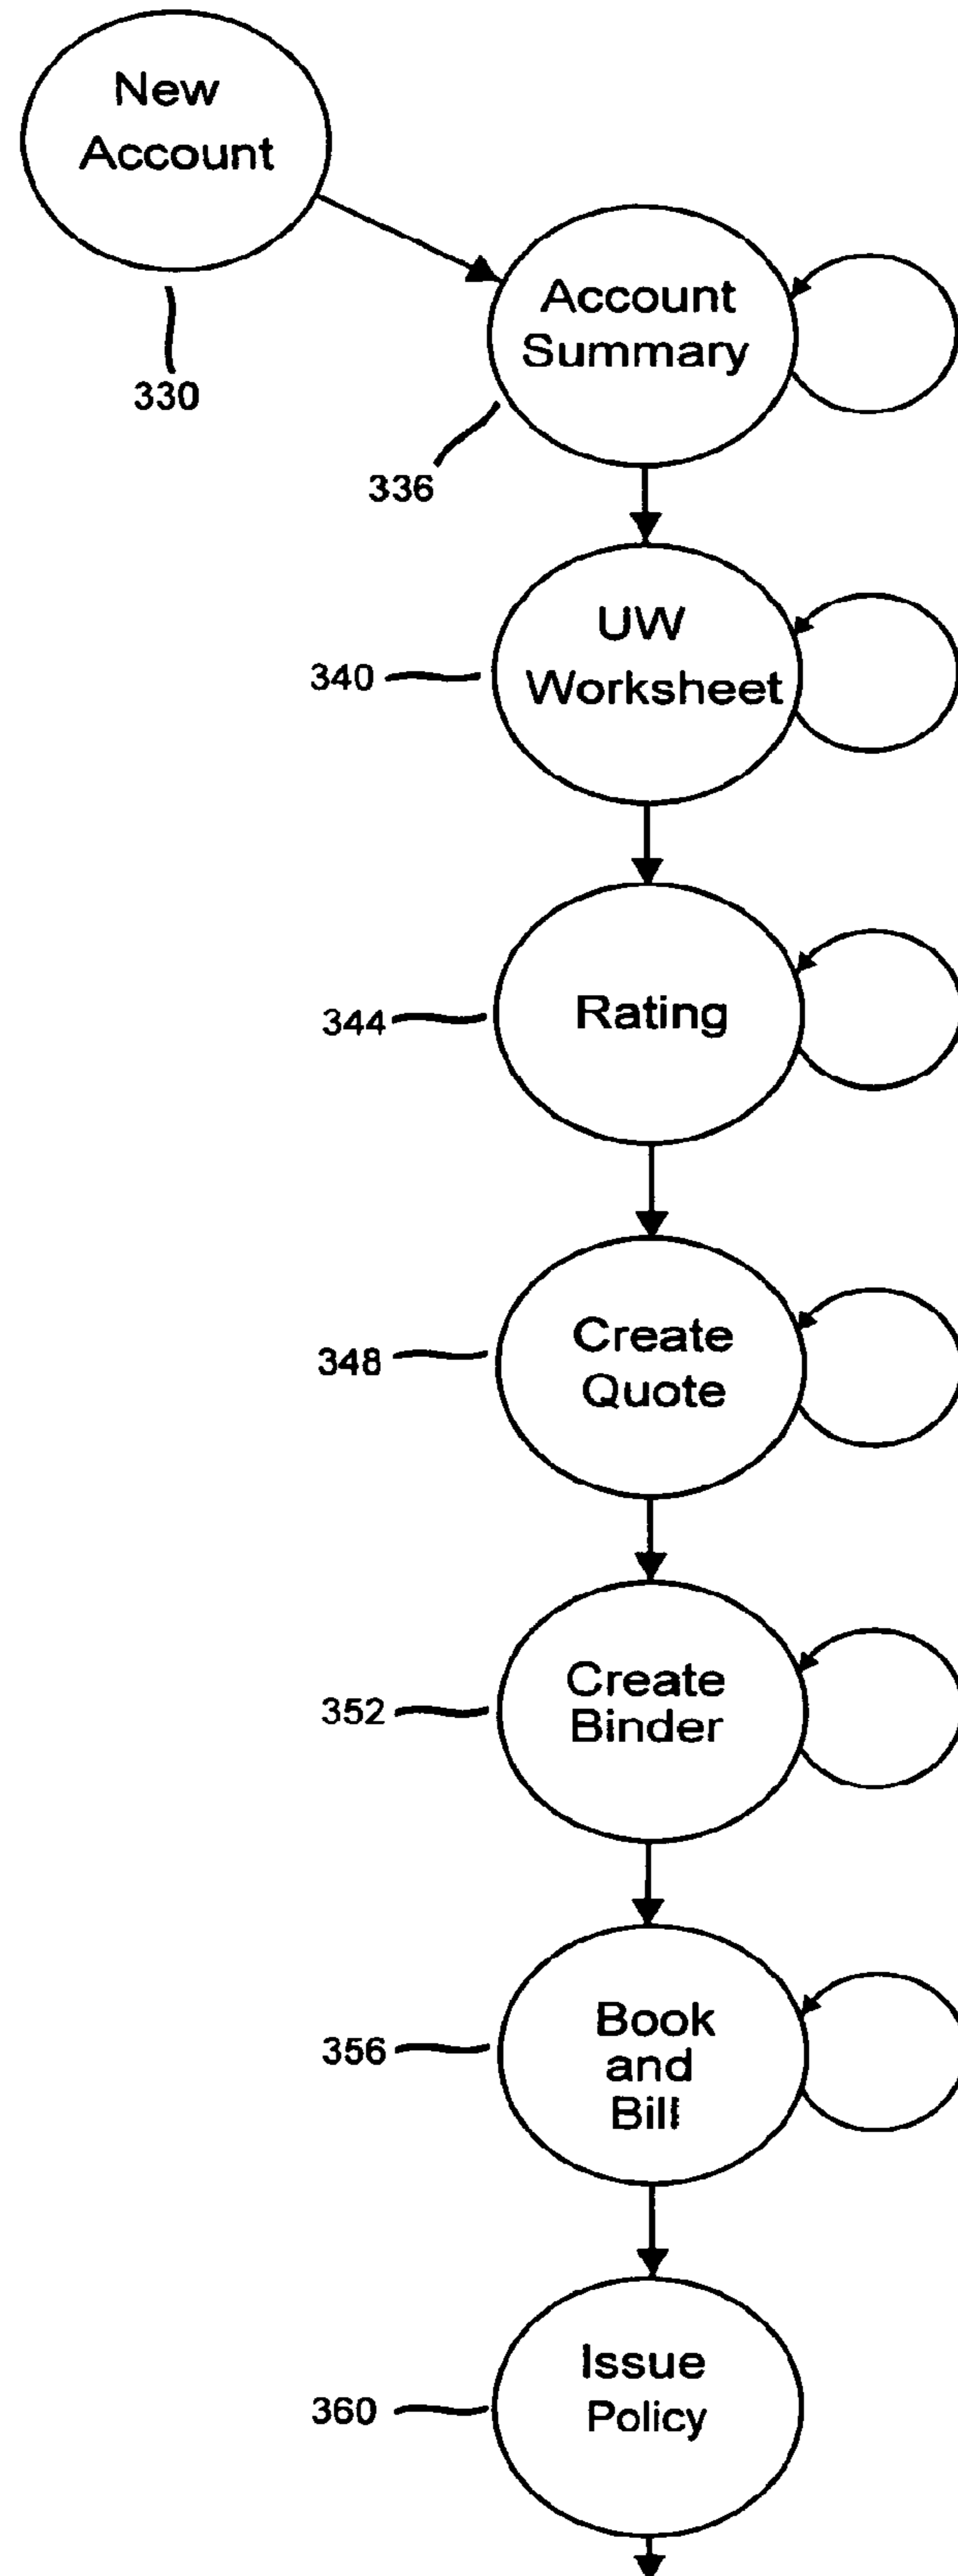 New
Account
330
Account
Summary
336
UW
Worksheet
340
Rating
344
Create
Quote
348
Create
Binder
352
Book
and
Bill
356
Issue
Policy
360